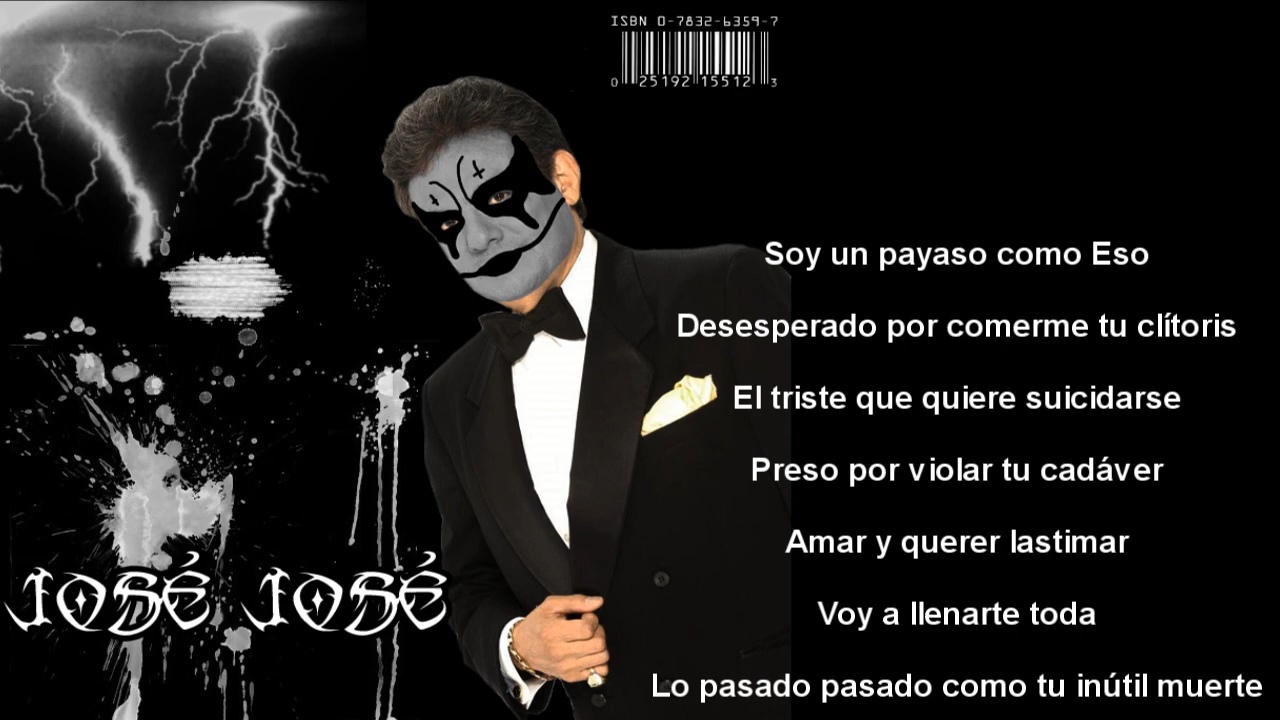 ISBN 0-7832-6359-7
0 25192 15512 3
Soy un payaso como Eso
Desesperado por comerme tu clítoris
El triste que quiere suicidarse
Preso por violar tu cadáver
Amar y querer lastimar
Voy a llenarte toda
Lo pasado pasado como tu inútil muerte
JOSÉ JOSÉ